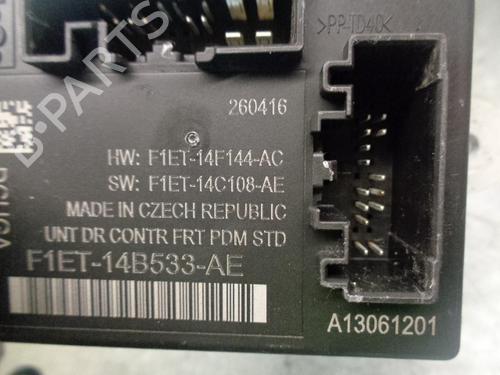 >PP-TD40<
260416
HW: F1ET-14F144-AC
SW: F1ET-14C108-AE
MADE IN CZECH REPUBLIC
UNT DR CONTR FRT PDM STD
F1ET-14B533-AE
A13061201
B-PARTS